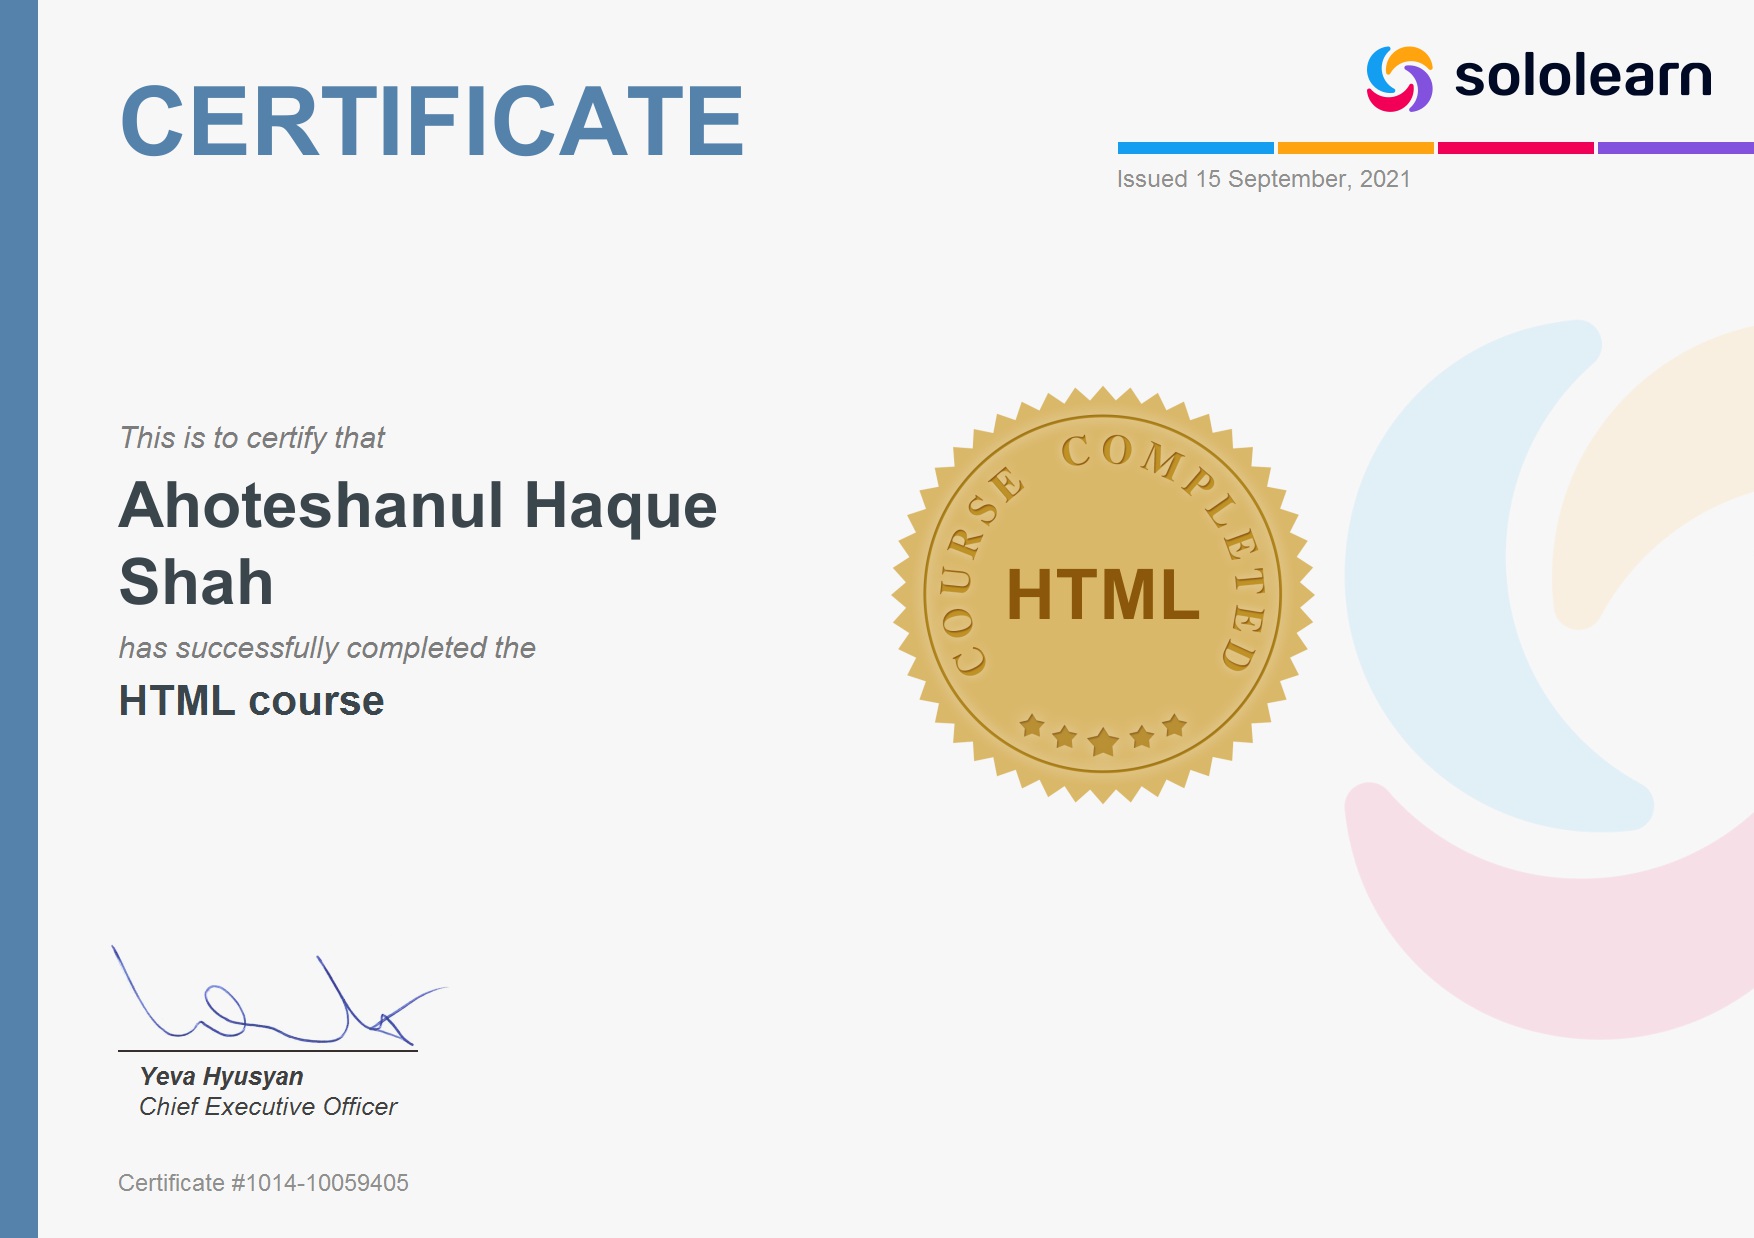 CERTIFICATE
sololearn
Issued 15 September, 2021
This is to certify that
Ahoteshanul Haque
Shah
has successfully completed the
HTML course
COURSE COMPLETED
HTML
Yeva Hyusyan
Chief Executive Officer
Certificate #1014-10059405